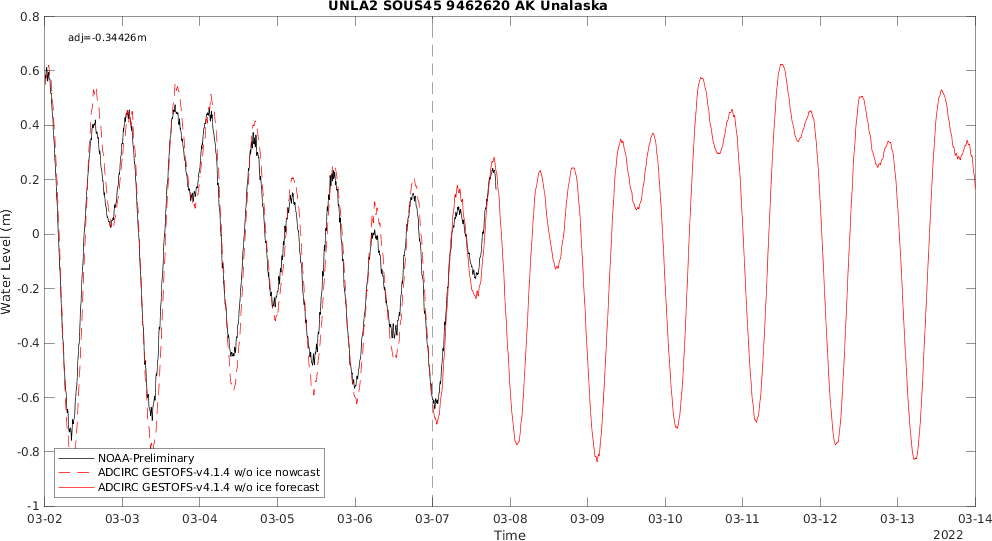 UNLA2 SOUS45 9462620 AK Unalaska
adj=-0.34426m
0.8
0.6
0.4
0.2
0
-0.2
-0.4
-0.6
-0.8
-1
Water Level (m)
NOAA-Preliminary
ADCIRC GESTOFS-v4.1.4 w/o ice nowcast
ADCIRC GESTOFS-v4.1.4 w/o ice forecast
03-02 03-03 03-04 03-05 03-06 03-07 03-08 03-09 03-10 03-11 03-12 03-13 03-14
Time
2022